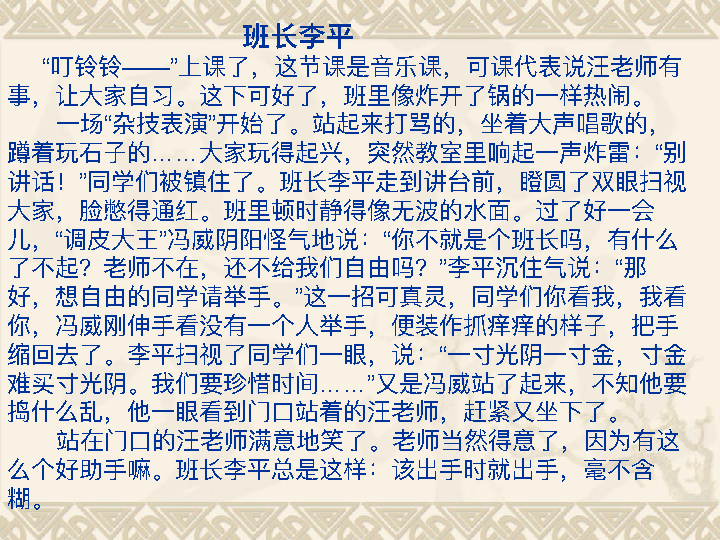 班长李平
“叮铃铃——”上课了，这节课是音乐课，可课代表说汪老师有
事，让大家自习。这下可好了，班里像炸开了锅的一样热闹。
一场“杂技表演”开始了。站起来打骂的，坐着大声唱歌的，
蹲着玩石子的……大家玩得起兴，突然教室里响起一声炸雷：“别
讲话！”同学们被镇住了。班长李平走到讲台前，瞪圆了双眼扫视
大家，脸憋得通红。班里顿时静得像无波的水面。过了好一会
儿，“调皮大王”冯威阴阳怪气地说：“你不就是个班长吗，有什么
了不起？老师不在，还不给我们自由吗？”李平沉住气说：“那
好，想自由的同学请举手。”这一招可真灵，同学们你看我，我看
你，冯威刚伸手看没有一个人举手，便装作抓痒痒的样子，把手
缩回去了。李平扫视了同学们一眼，说：“一寸光阴一寸金，寸金
难买寸光阴。我们要珍惜时间……”又是冯威站了起来，不知他要
捣什么乱，他一眼看到门口站着的汪老师，赶紧又坐下了。
站在门口的汪老师满意地笑了。老师当然得意了，因为有这
么个好助手嘛。班长李平总是这样：该出手时就出手，毫不含
糊。